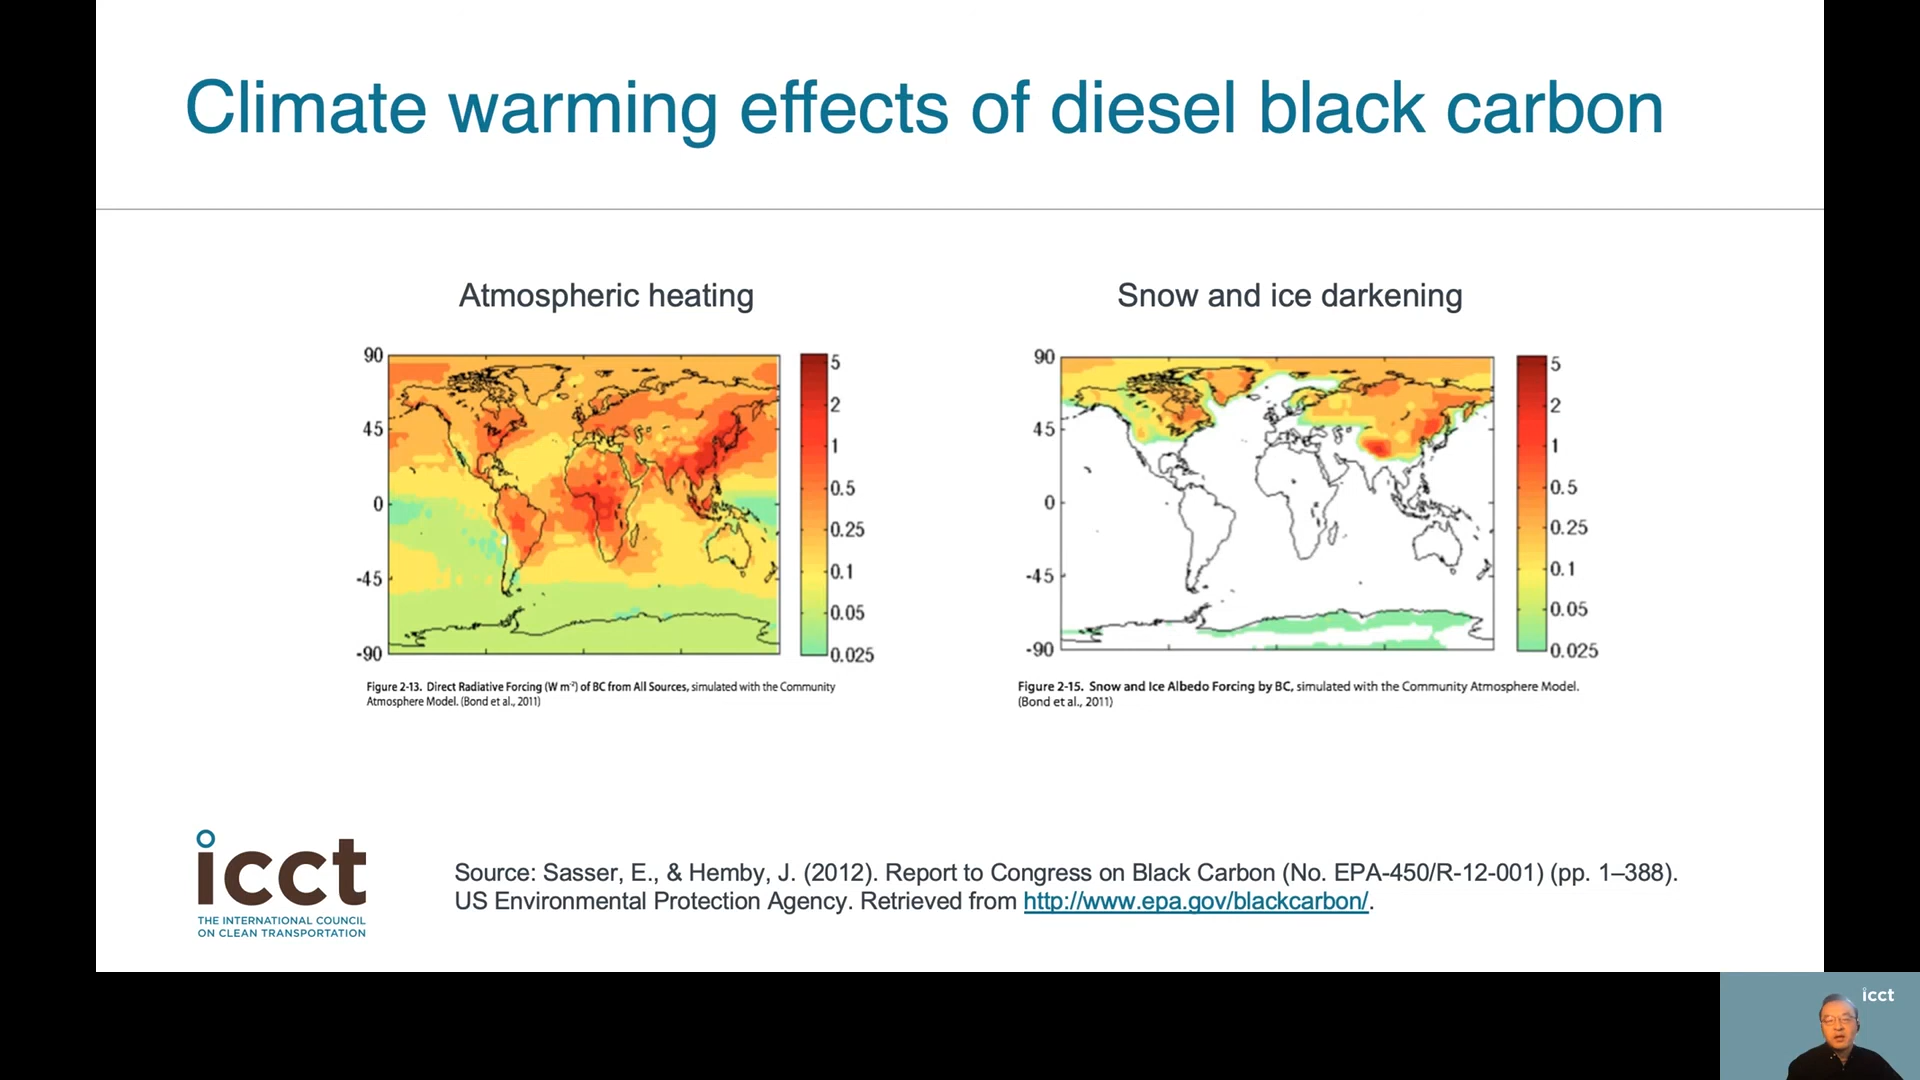 Climate warming effects of diesel black carbon
Atmospheric heating
Snow and ice darkening
90
45
0
-45
-90
5
2
1
0.5
0.25
0.1
0.05
0.025
Figure 2-13. Direct Radiative Forcing (W m⁻²) of BC from All Sources, simulated with the Community
Atmosphere Model. (Bond et al., 2011)
90
45
0
-45
-90
5
2
1
0.5
0.25
0.1
0.05
0.025
Figure 2-15. Snow and Ice Albedo Forcing by BC, simulated with the Community Atmosphere Model.
(Bond et al., 2011)
icct
THE INTERNATIONAL COUNCIL
ON CLEAN TRANSPORTATION
Source: Sasser, E., & Hemby, J. (2012). Report to Congress on Black Carbon (No. EPA-450/R-12-001) (pp. 1–388).
US Environmental Protection Agency. Retrieved from http://www.epa.gov/blackcarbon/.
icct